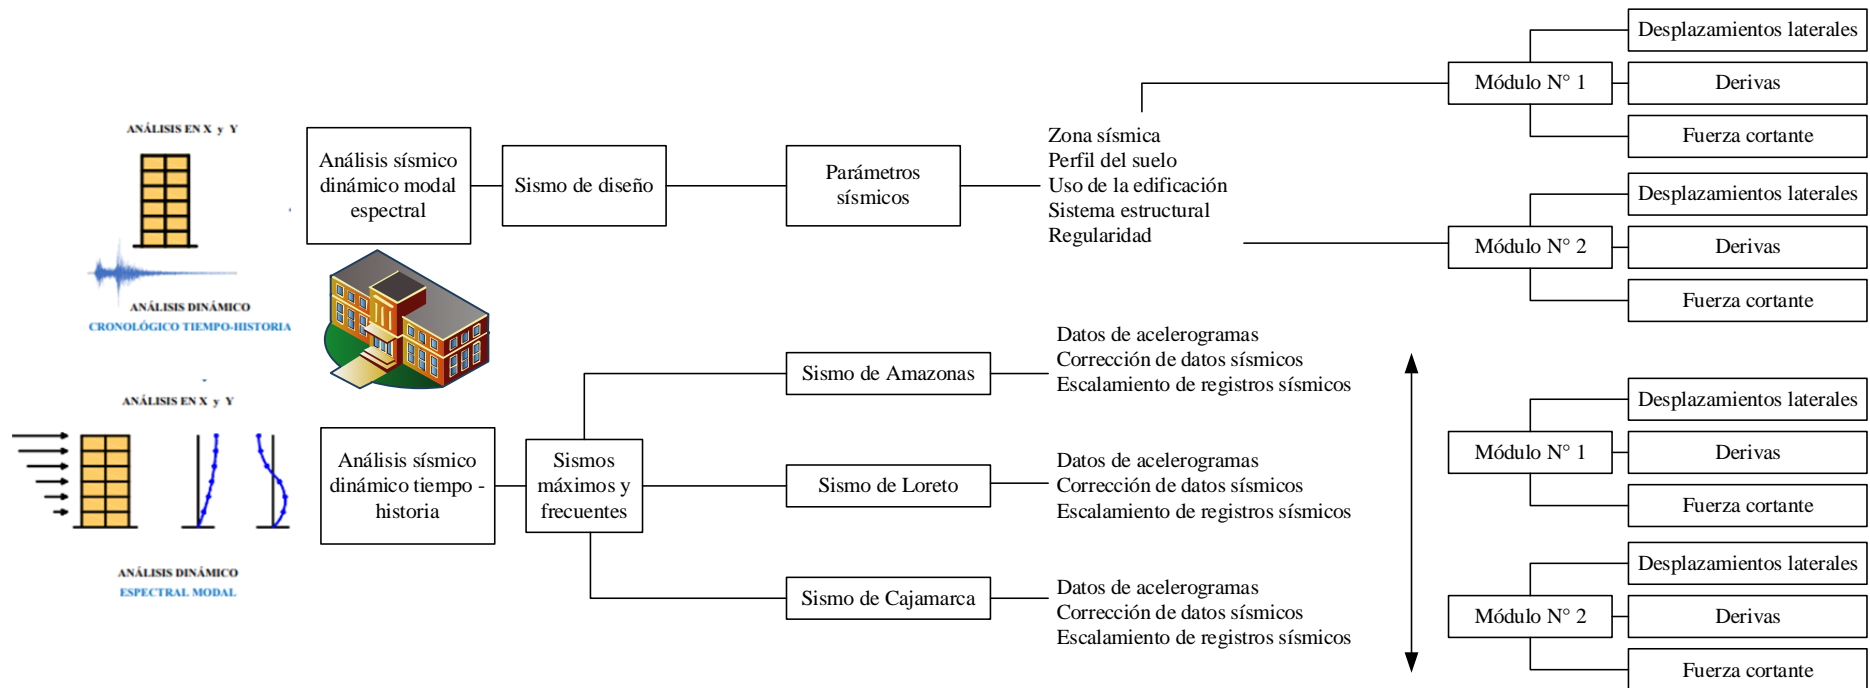 ANÁLISIS EN X y Y
ANÁLISIS DINÁMICO
CRONOLÓGICO TIEMPO-HISTORIA
Análisis sísmico
dinámico modal
espectral
Sismo de diseño
Parámetros
sísmicos
Zona sísmica
Perfil del suelo
Uso de la edificación
Sistema estructural
Regularidad
Módulo N° 1
Desplazamientos laterales
Derivas
Fuerza cortante
Módulo N° 2
Desplazamientos laterales
Derivas
Fuerza cortante
ANÁLISIS EN X y Y
ANÁLISIS DINÁMICO
ESPECTRAL MODAL
Análisis sísmico
dinámico tiempo -
historia
Sismos
máximos y
frecuentes
Sismo de Amazonas
Datos de acelerogramas
Corrección de datos sísmicos
Escalamiento de registros sísmicos
Sismo de Loreto
Datos de acelerogramas
Corrección de datos sísmicos
Escalamiento de registros sísmicos
Sismo de Cajamarca
Datos de acelerogramas
Corrección de datos sísmicos
Escalamiento de registros sísmicos
Módulo N° 1
Desplazamientos laterales
Derivas
Fuerza cortante
Módulo N° 2
Desplazamientos laterales
Derivas
Fuerza cortante